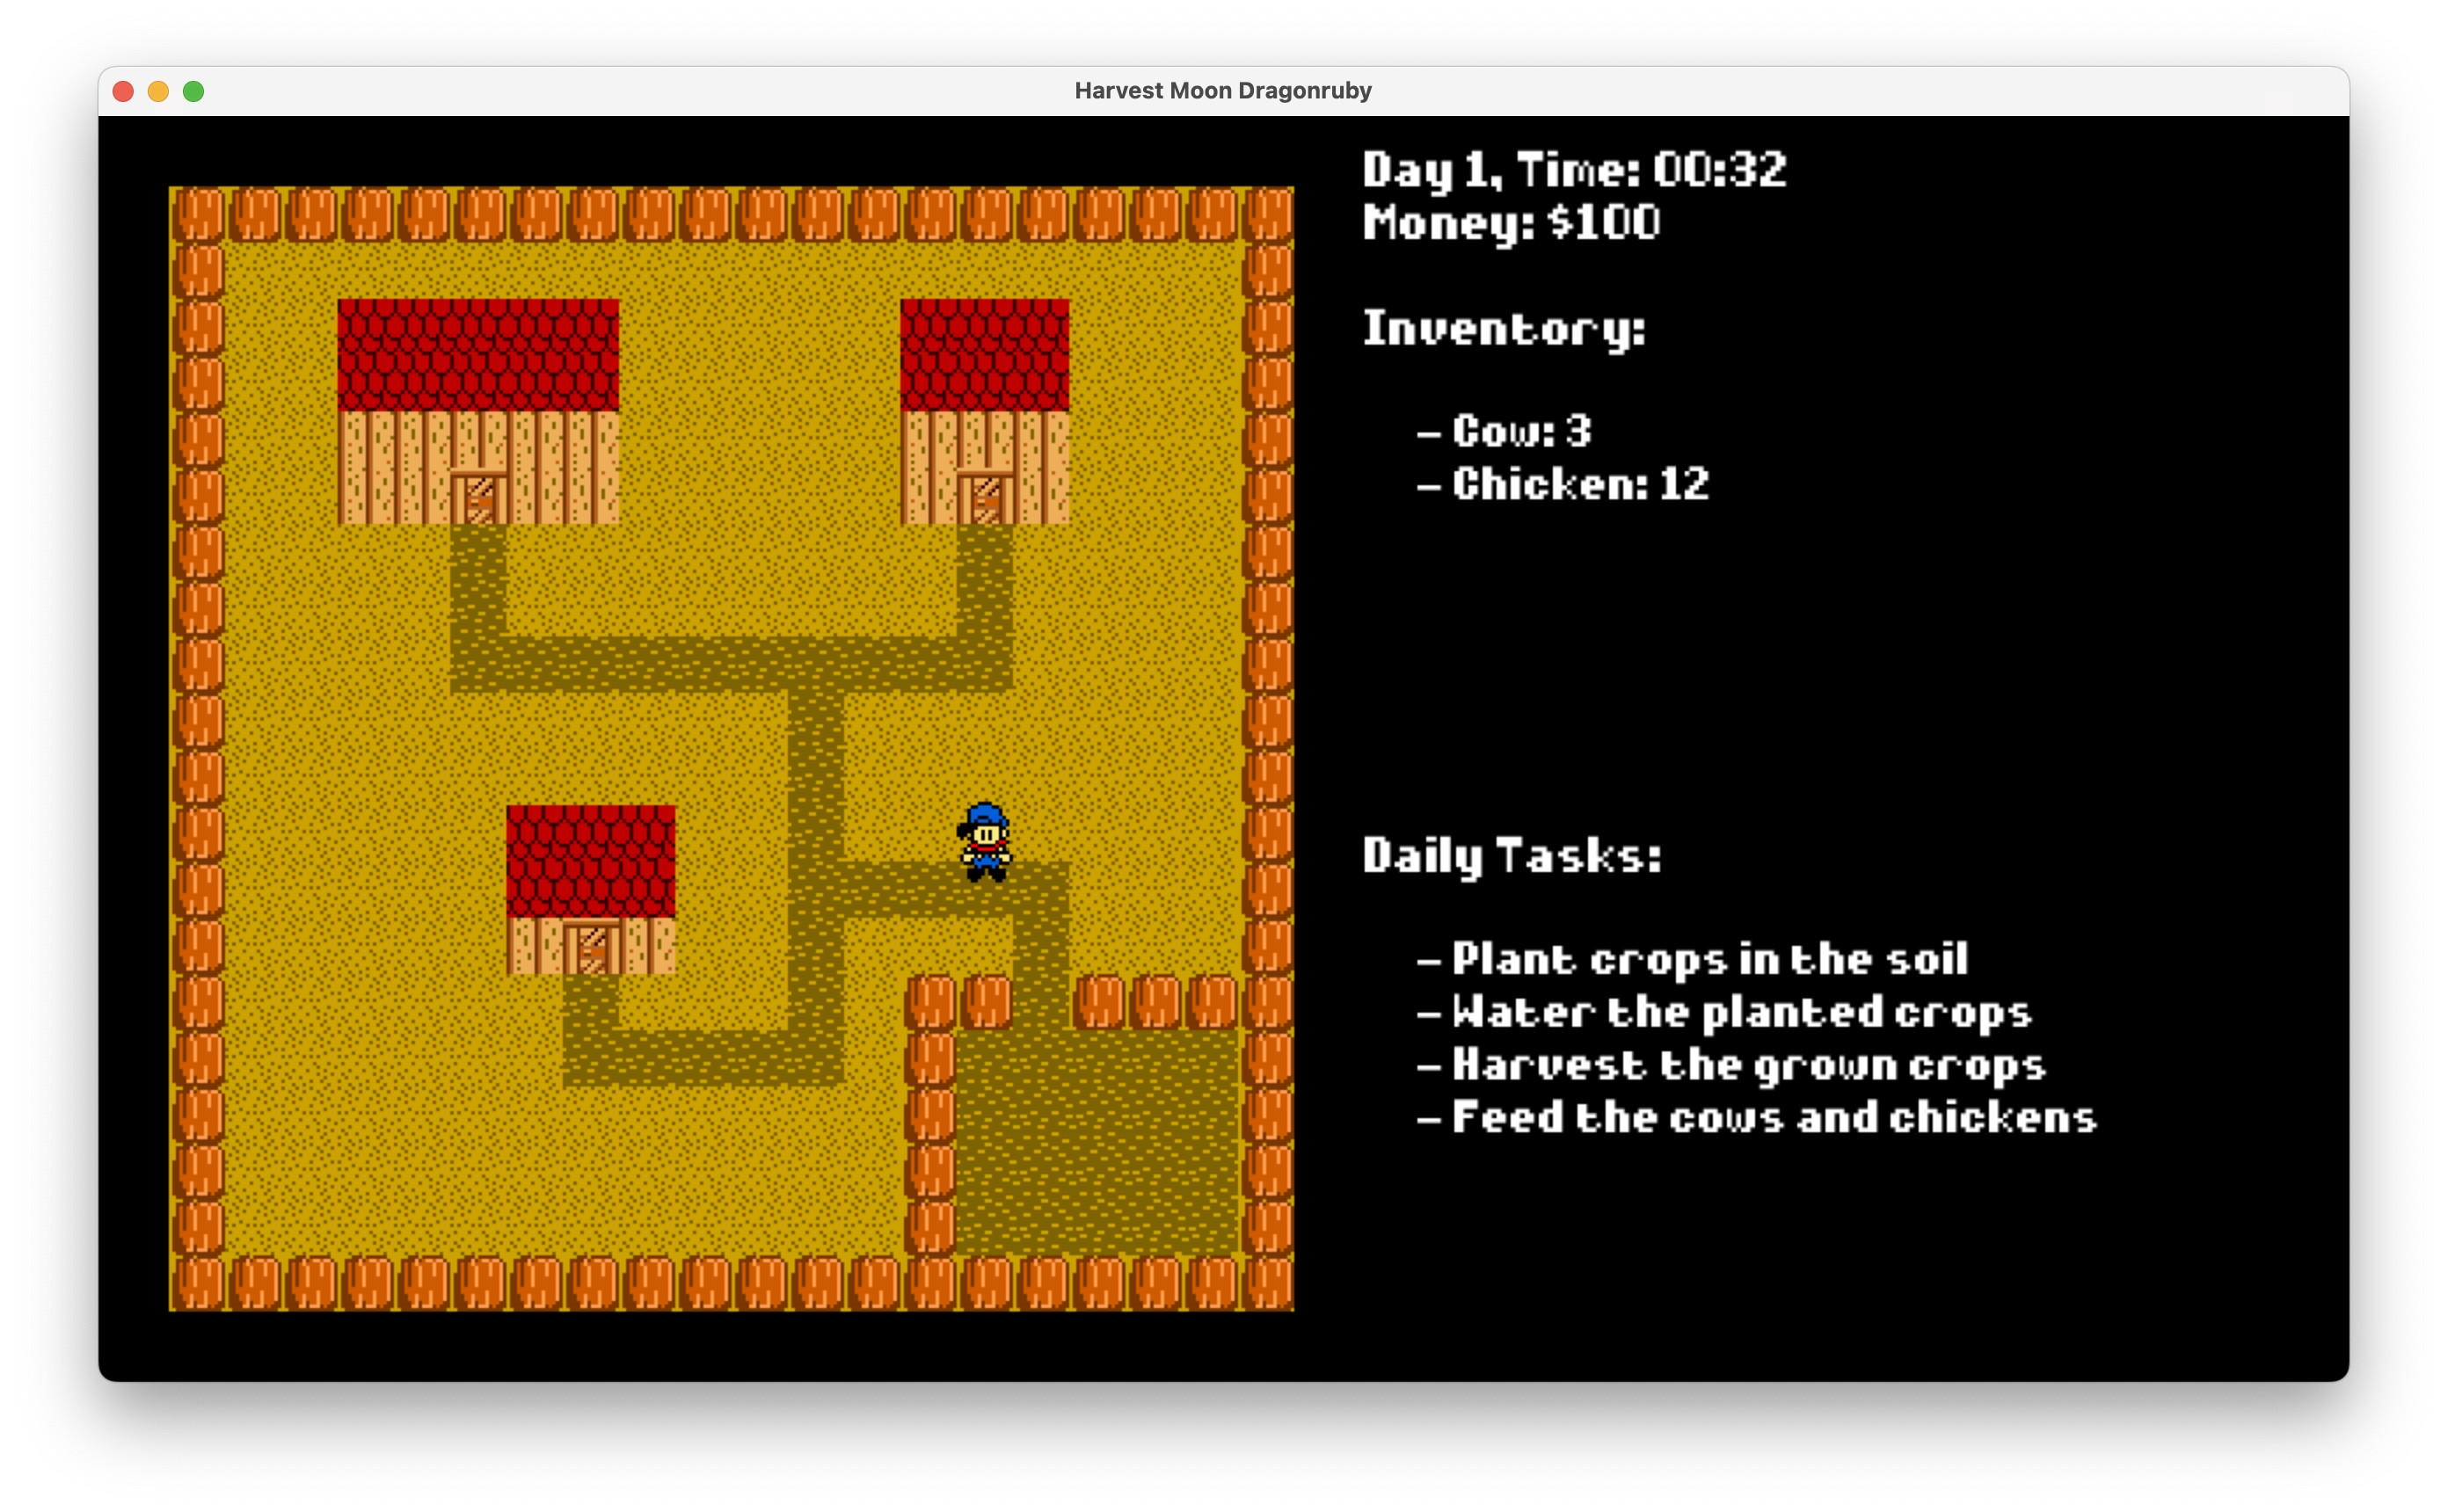 Harvest Moon Dragonruby
Day 1, Time: 00:32
Money: $100
Inventory:
– Cow: 3
– Chicken: 12
Daily Tasks:
– Plant crops in the soil
– Water the planted crops
– Harvest the grown crops
– Feed the cows and chickens